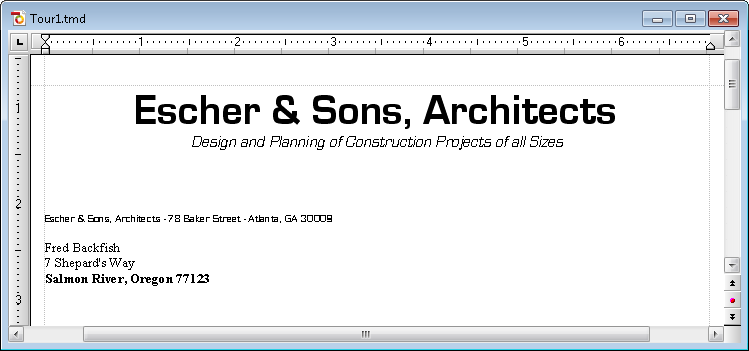 Tour1.tmd
1 2 3 4 5 6
1
Escher & Sons, Architects
Design and Planning of Construction Projects of all Sizes
2
Escher & Sons, Architects - 78 Baker Street - Atlanta, GA 30009
Fred Backfish
7 Shepard's Way
Salmon River, Oregon 77123
3